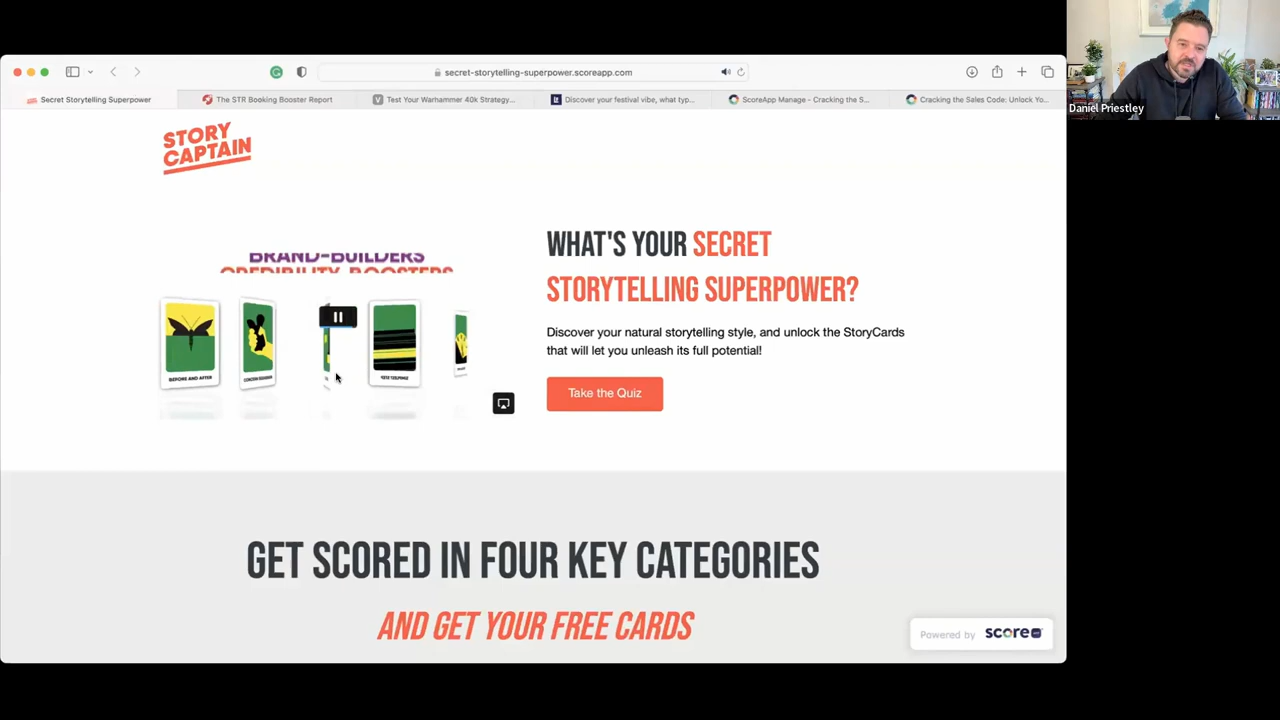 secret-storytelling-superpower.scoreapp.com
Secret Storytelling Superpower
The STR Booking Booster Report
Test Your Warhammer 40k Strategy...
Discover your festival vibe, what typ...
ScoreApp Manage - Cracking the S...
Cracking the Sales Code: Unlock Yo...
Daniel Priestley
STORY
CAPTAIN
BRAND-BUILDERS
CREDIBILITY-BOOSTERS
BEFORE AND AFTER
WHAT'S YOUR SECRET
STORYTELLING SUPERPOWER?
Discover your natural storytelling style, and unlock the StoryCards
that will let you unleash its full potential!
Take the Quiz
GET SCORED IN FOUR KEY CATEGORIES
AND GET YOUR FREE CARDS
Powered by score